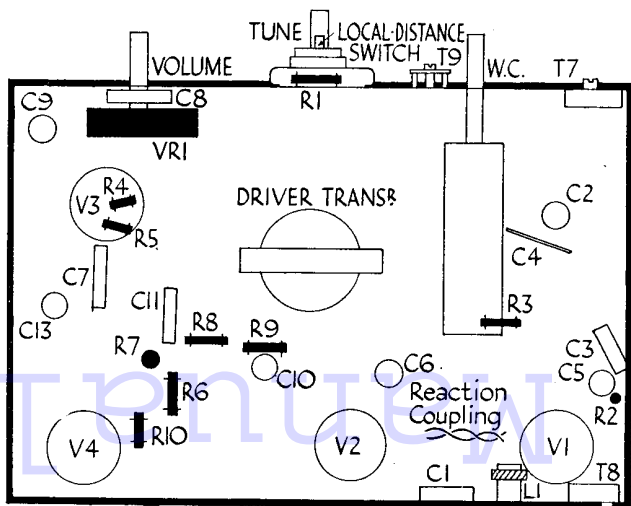 TUNE
LOCAL-DISTANCE
SWITCH
VOLUME
T9
W.C.
T7
C9
C8
R1
VR1
V3
R4
R5
DRIVER TRANSR
C2
C4
C7
C11
C13
R8
R9
R3
R7
C10
C6
C3
C5
R6
Reaction
Coupling
R2
R10
V4
V2
V1
C1
L1
T8